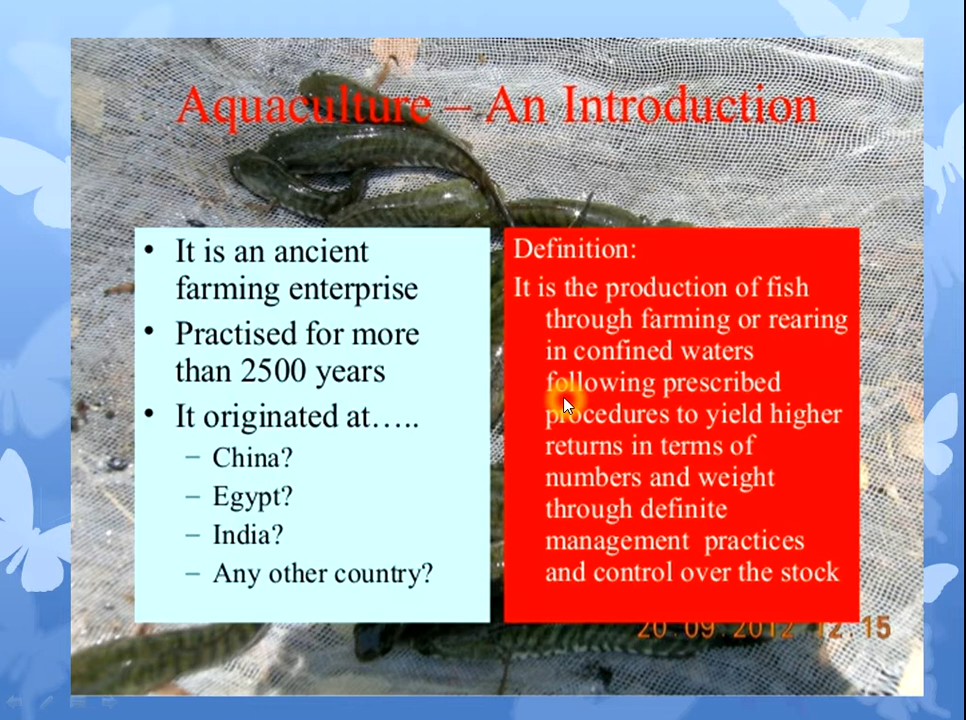 Aquaculture – An Introduction
• It is an ancient
farming enterprise
• Practised for more
than 2500 years
• It originated at…..
– China?
– Egypt?
– India?
– Any other country?
Definition:
It is the production of fish
through farming or rearing
in confined waters
following prescribed
procedures to yield higher
returns in terms of
numbers and weight
through definite
management practices
and control over the stock
20.09.2012 12 15